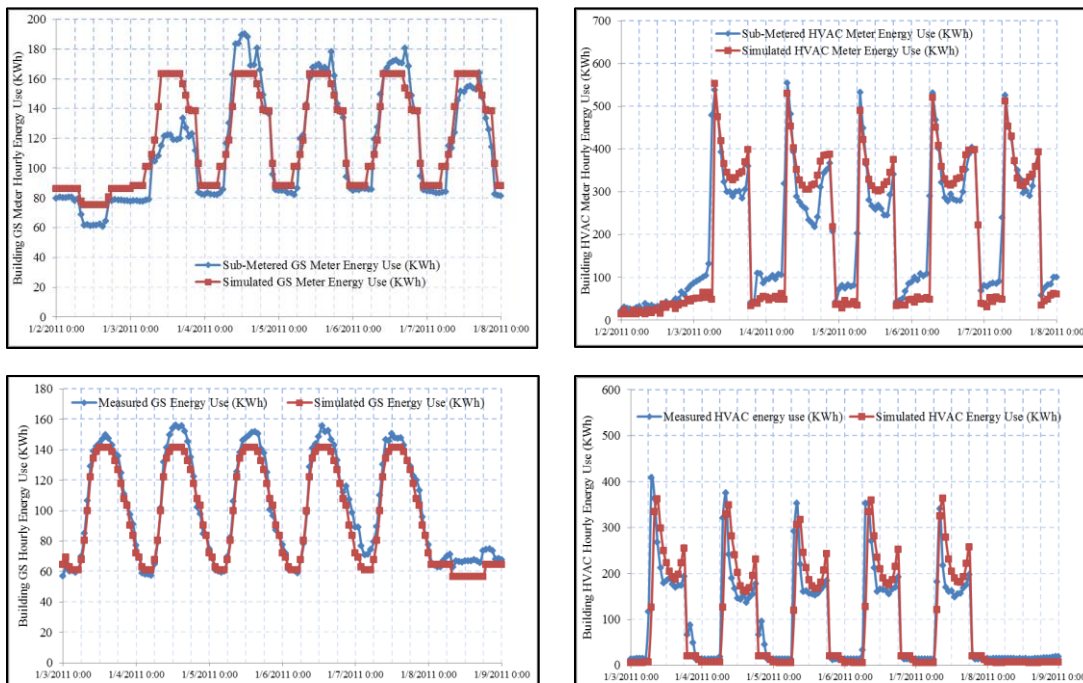 Building GS Meter Hourly Energy Use (KWh)
200
180
160
140
120
100
80
60
40
20
0
Sub-Metered GS Meter Energy Use (KWh)
Simulated GS Meter Energy Use (KWh)
1/2/2011 0:00 1/3/2011 0:00 1/4/2011 0:00 1/5/2011 0:00 1/6/2011 0:00 1/7/2011 0:00 1/8/2011 0:00
Building HVAC Meter Hourly Energy Use (KWh)
700
600
500
400
300
200
100
0
Sub-Metered HVAC Meter Energy Use (KWh)
Simulated HVAC Meter Energy Use (KWh)
1/2/2011 0:00 1/3/2011 0:00 1/4/2011 0:00 1/5/2011 0:00 1/6/2011 0:00 1/7/2011 0:00 1/8/2011 0:00
Building GS Hourly Energy Use (KWh)
180
160
140
120
100
80
60
40
20
0
Measured GS Energy Use (KWh) Simulated GS Energy Use (KWh)
1/3/2011 0:00 1/4/2011 0:00 1/5/2011 0:00 1/6/2011 0:00 1/7/2011 0:00 1/8/2011 0:00 1/9/2011 0:00
Building HVAC Hourly Energy Use (KWh)
600
500
400
300
200
100
0
Measured HVAC energy use (KWh) Simulated HVAC Energy Use (KWh)
1/3/2011 0:00 1/4/2011 0:00 1/5/2011 0:00 1/6/2011 0:00 1/7/2011 0:00 1/8/2011 0:00 1/9/2011 0:00